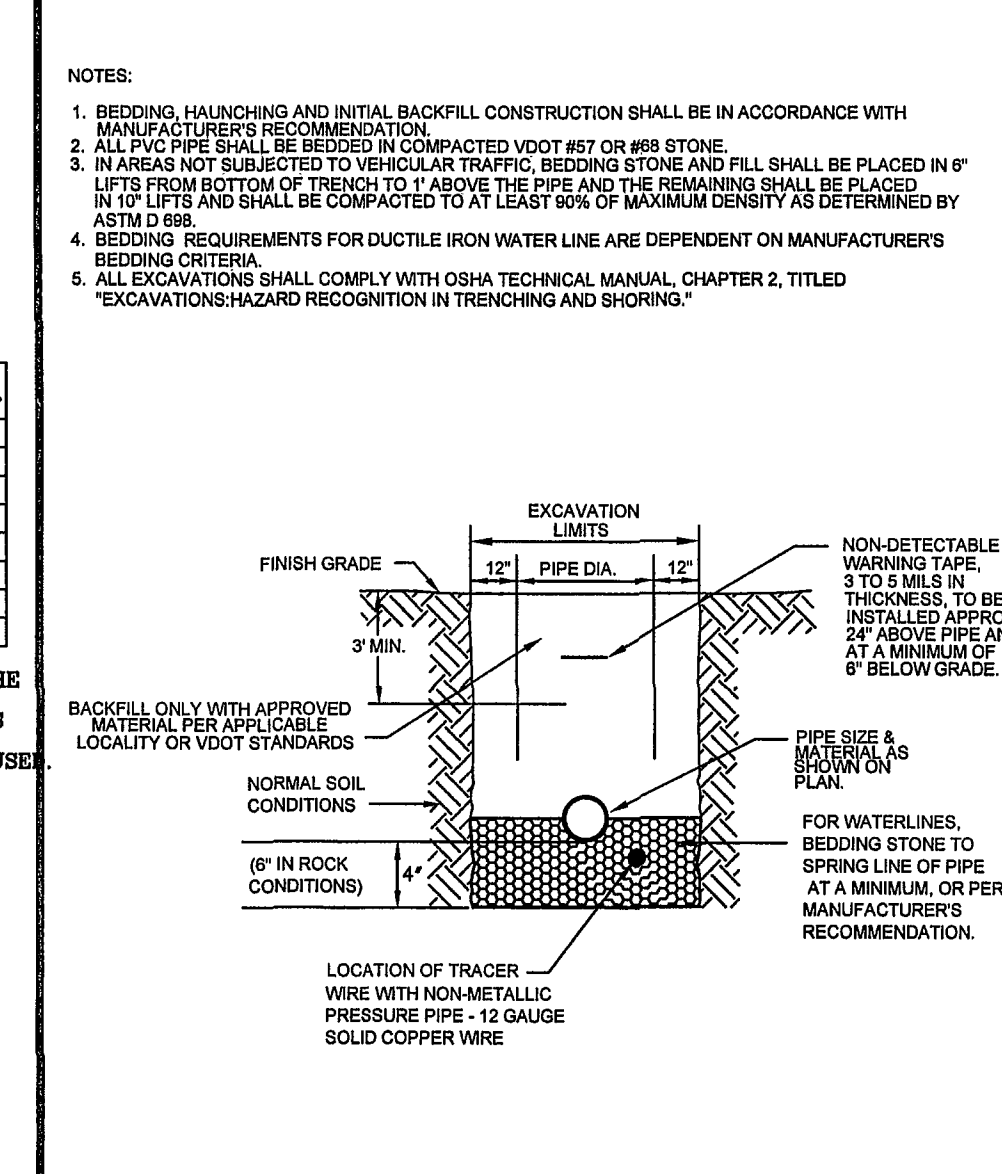 NOTES:
1. BEDDING, HAUNCHING AND INITIAL BACKFILL CONSTRUCTION SHALL BE IN ACCORDANCE WITH
MANUFACTURER'S RECOMMENDATION.
2. ALL PVC PIPE SHALL BE BEDDED IN COMPACTED VDOT #57 OR #68 STONE.
3. IN AREAS NOT SUBJECTED TO VEHICULAR TRAFFIC, BEDDING STONE AND FILL SHALL BE PLACED IN 6"
LIFTS FROM BOTTOM OF TRENCH TO 1' ABOVE THE PIPE AND THE REMAINING SHALL BE PLACED
IN 10" LIFTS AND SHALL BE COMPACTED TO AT LEAST 90% OF MAXIMUM DENSITY AS DETERMINED BY
ASTM D 698.
4. BEDDING REQUIREMENTS FOR DUCTILE IRON WATER LINE ARE DEPENDENT ON MANUFACTURER'S
BEDDING CRITERIA.
5. ALL EXCAVATIONS SHALL COMPLY WITH OSHA TECHNICAL MANUAL, CHAPTER 2, TITLED
"EXCAVATIONS:HAZARD RECOGNITION IN TRENCHING AND SHORING."
EXCAVATION
LIMITS
FINISH GRADE
12" PIPE DIA. 12"
NON-DETECTABLE
WARNING TAPE,
3 TO 5 MILS IN
THICKNESS, TO BE
INSTALLED APPRO
24" ABOVE PIPE AN
AT A MINIMUM OF
6" BELOW GRADE.
3' MIN.
BACKFILL ONLY WITH APPROVED
MATERIAL PER APPLICABLE
LOCALITY OR VDOT STANDARDS
PIPE SIZE &
MATERIAL AS
SHOWN ON
PLAN.
NORMAL SOIL
CONDITIONS
FOR WATERLINES,
BEDDING STONE TO
SPRING LINE OF PIPE
AT A MINIMUM, OR PER
MANUFACTURER'S
RECOMMENDATION.
(6" IN ROCK
CONDITIONS)
4"
LOCATION OF TRACER
WIRE WITH NON-METALLIC
PRESSURE PIPE - 12 GAUGE
SOLID COPPER WIRE